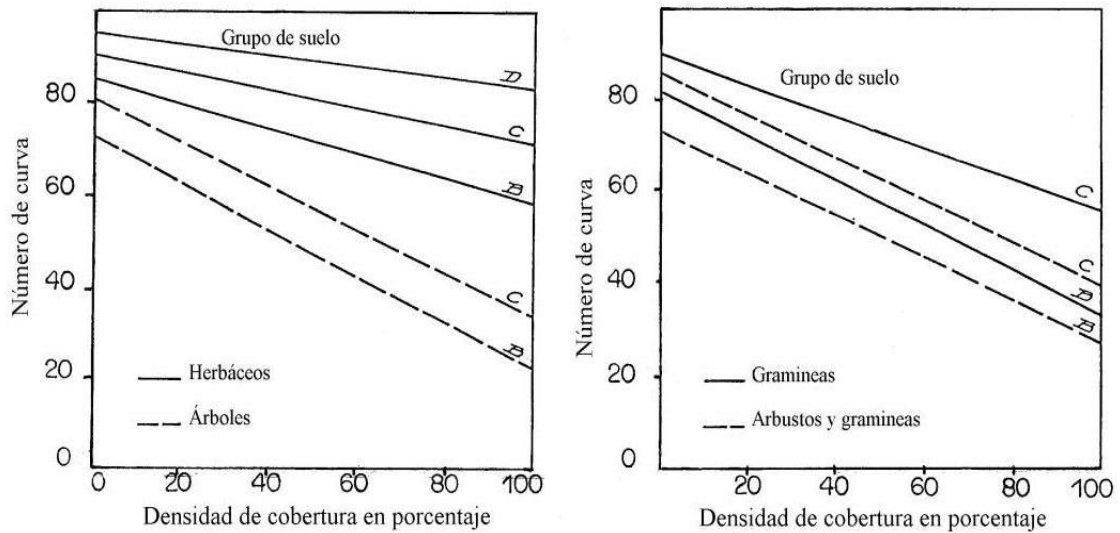 Grupo de suelo
D
C
B
C
B
Número de curva
80
60
40
20
0
Herbáceos
Árboles
0 20 40 60 80 100
Densidad de cobertura en porcentaje
Grupo de suelo
C
C
B
Número de curva
80
60
40
20
0
Gramineas
Arbustos y gramineas
20 40 60 80 100
Densidad de cobertura en porcentaje